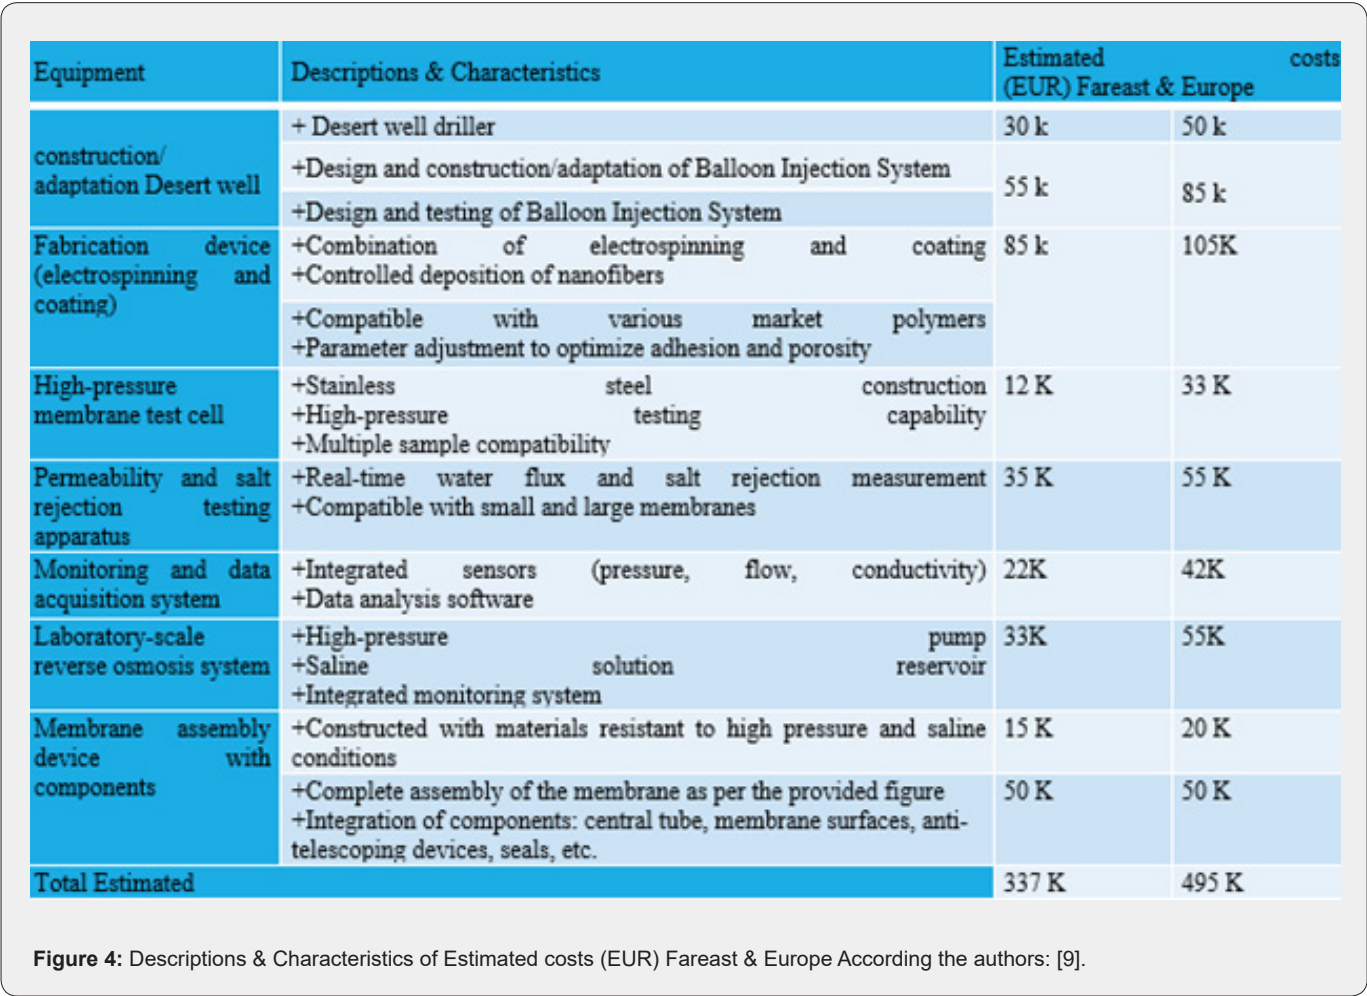 Equipment
Descriptions & Characteristics
Estimated costs
(EUR) Fareast & Europe
construction/
adaptation Desert well
+ Desert well driller
30 k
50 k
+Design and construction/adaptation of Balloon Injection System
55 k
85 k
+Design and testing of Balloon Injection System
Fabrication device
(electrospinning and
coating)
+Combination of electrospinning and coating
+Controlled deposition of nanofibers
85 k
105K
+Compatible with various market polymers
+Parameter adjustment to optimize adhesion and porosity
High-pressure
membrane test cell
+Stainless steel construction
+High-pressure testing capability
+Multiple sample compatibility
12 K
33 K
Permeability and salt
rejection testing
apparatus
+Real-time water flux and salt rejection measurement
+Compatible with small and large membranes
35 K
55 K
Monitoring and data
acquisition system
+Integrated sensors (pressure, flow, conductivity)
+Data analysis software
22K
42K
Laboratory-scale
reverse osmosis system
+High-pressure pump
+Saline solution reservoir
+Integrated monitoring system
33K
55K
Membrane assembly
device with
components
+Constructed with materials resistant to high pressure and saline
conditions
15 K
20 K
+Complete assembly of the membrane as per the provided figure
+Integration of components: central tube, membrane surfaces, anti-
telescoping devices, seals, etc.
50 K
50 K
Total Estimated
337 K
495 K
Figure 4: Descriptions & Characteristics of Estimated costs (EUR) Fareast & Europe According the authors: [9].